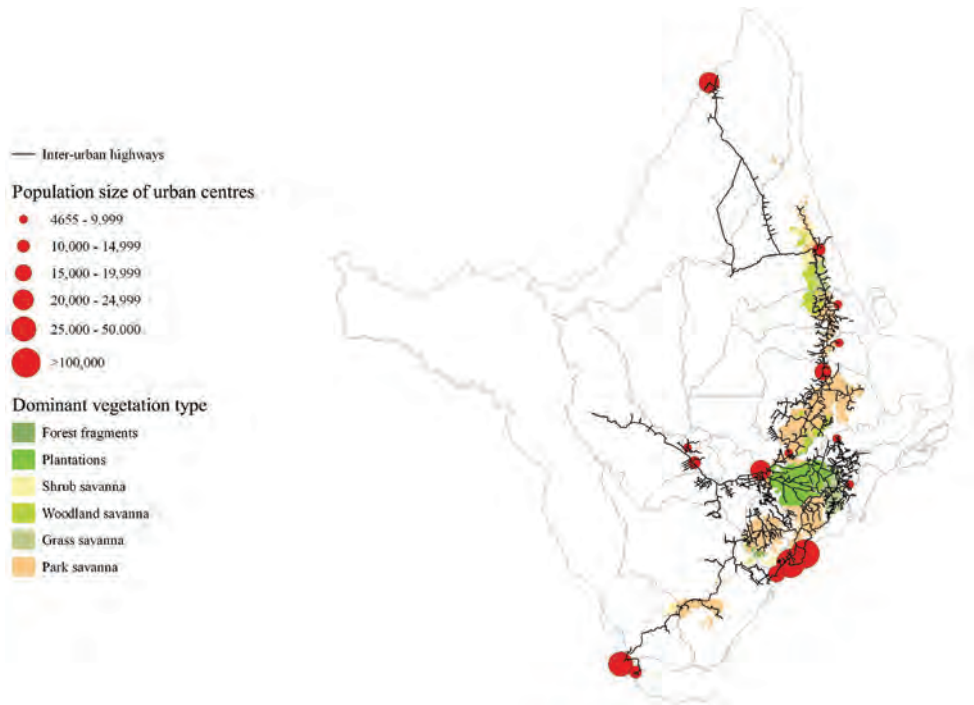 Inter-urban highways
Population size of urban centres
4655 - 9,999
10,000 - 14,999
15,000 - 19,999
20,000 - 24,999
25,000 - 50.000
>100,000
Dominant vegetation type
Forest fragments
Plantations
Shrub savanna
Woodland savanna
Grass savanna
Park savanna